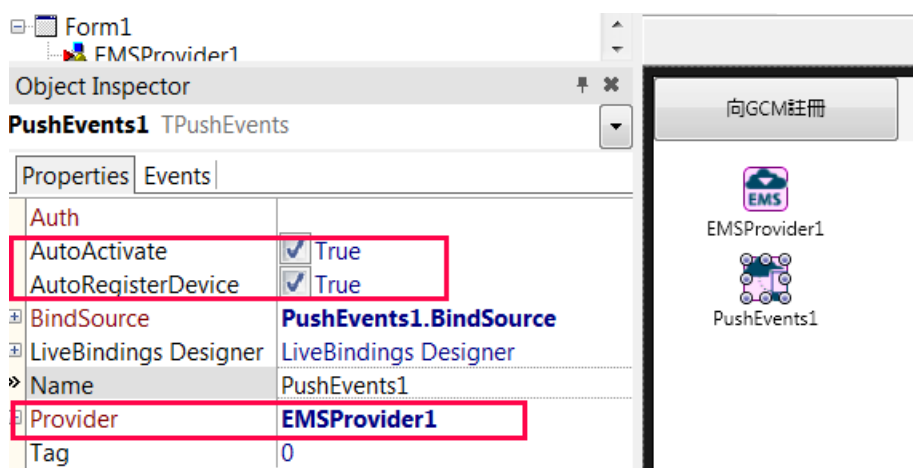 Form1
EMSProvider1
Object Inspector
PushEvents1 TPushEvents
Properties Events
Auth
AutoActivate True
AutoRegisterDevice True
BindSource PushEvents1.BindSource
LiveBindings Designer LiveBindings Designer
Name PushEvents1
Provider EMSProvider1
Tag 0
向GCM註冊
EMS
EMSProvider1
PushEvents1